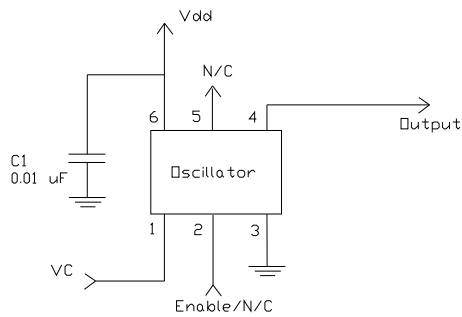 Vdd
N/C
6 5 4
Output
C1
0.01 uF
Oscillator
1 2 3
VC
Enable/N/C